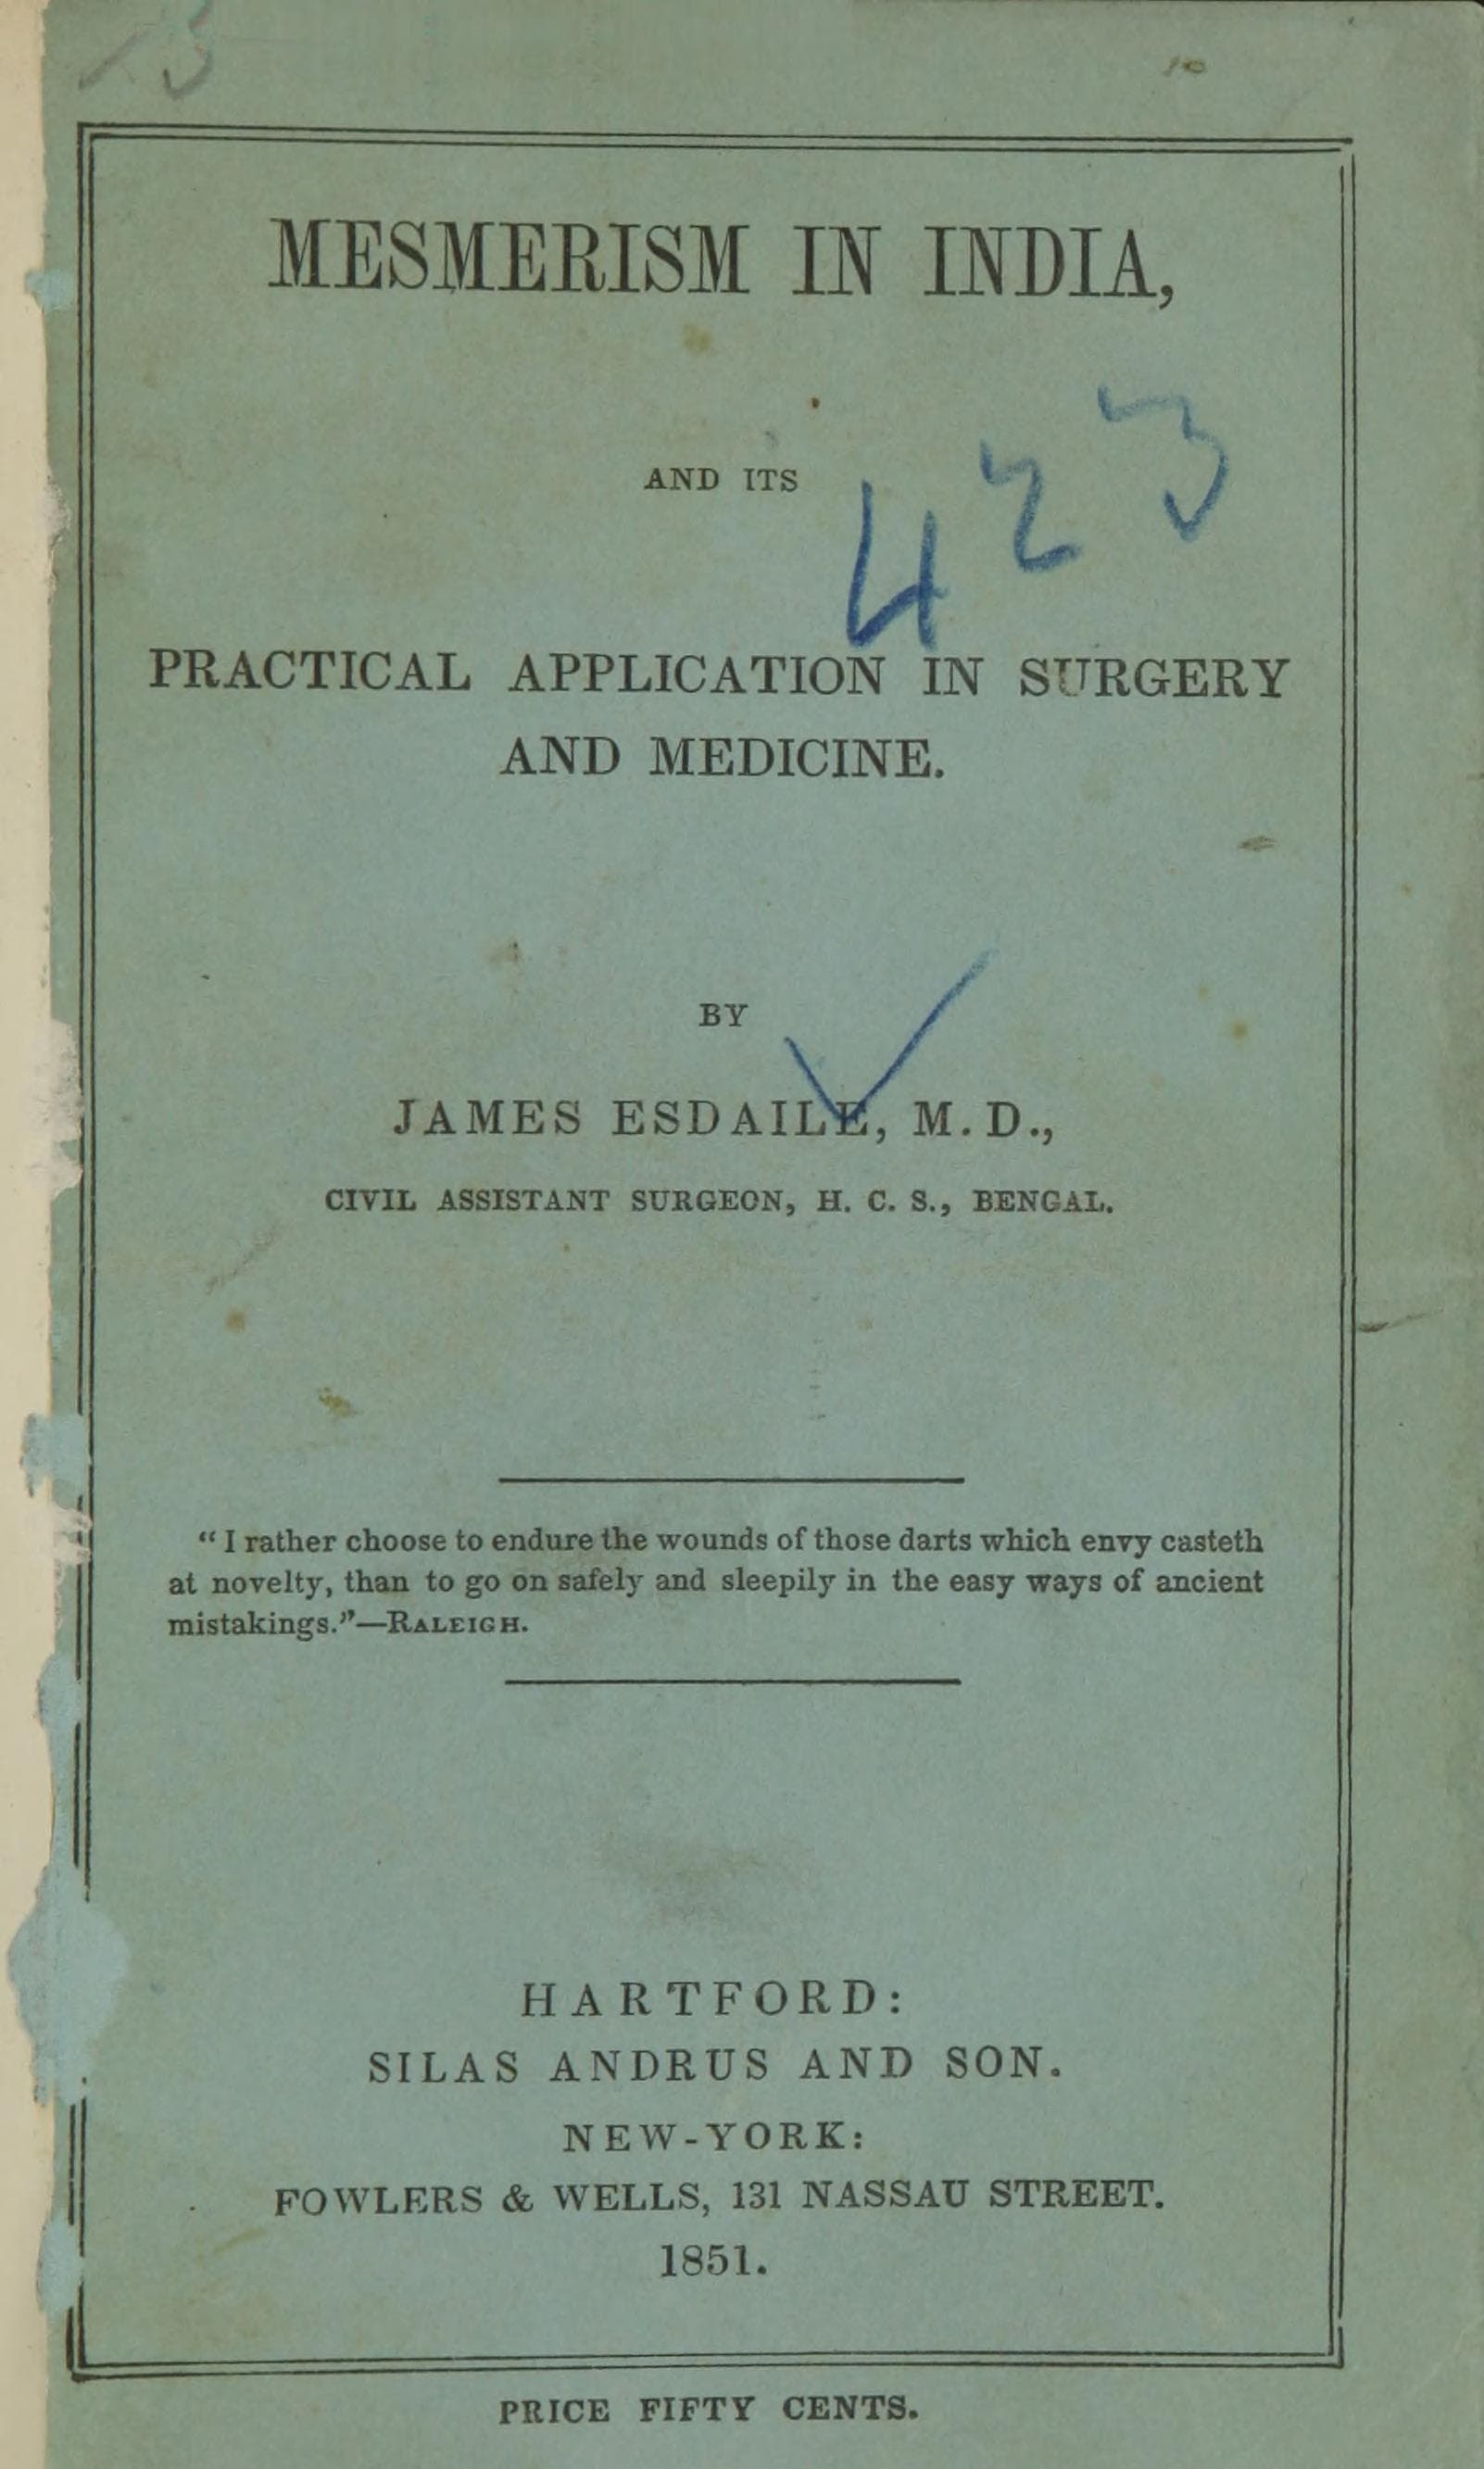 15
10
MESMERISM IN INDIA,
AND ITS
423
PRACTICAL APPLICATION IN SURGERY
AND MEDICINE.
BY
JAMES ESDAILE, M.D.,
CIVIL ASSISTANT SURGEON, H. C. S., BENGAL.
“I rather choose to endure the wounds of those darts which envy casteth
at novelty, than to go on safely and sleepily in the easy ways of ancient
mistakings.”—RALEIGH.
HARTFORD:
SILAS ANDRUS AND SON.
NEW-YORK:
FOWLERS & WELLS, 131 NASSAU STREET.
1851.
PRICE FIFTY CENTS.